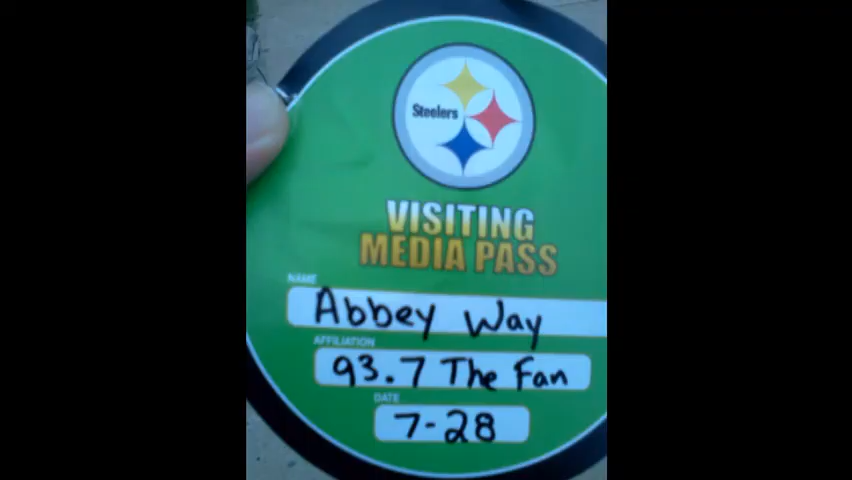 Steelers
VISITING
MEDIA PASS
NAME
Abbey Way
AFFILIATION
93.7 The Fan
DATE
7-28